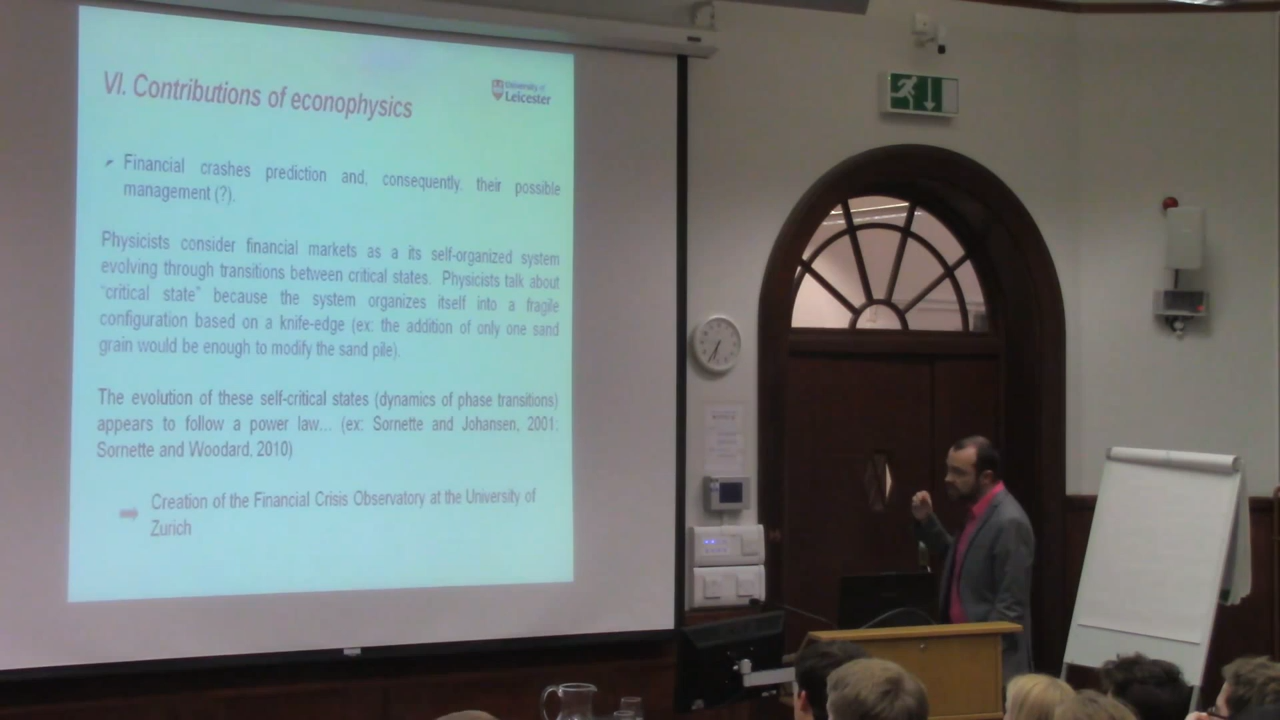 VI. Contributions of econophysics
University of
Leicester
Financial crashes prediction and, consequently, their possible
management (?).
Physicists consider financial markets as a its self-organized system
evolving through transitions between critical states. Physicists talk about
“critical state” because the system organizes itself into a fragile
configuration based on a knife-edge (ex: the addition of only one sand
grain would be enough to modify the sand pile).
The evolution of these self-critical states (dynamics of phase transitions)
appears to follow a power law... (ex: Sornette and Johansen, 2001;
Sornette and Woodard, 2010)
Creation of the Financial Crisis Observatory at the University of
Zurich